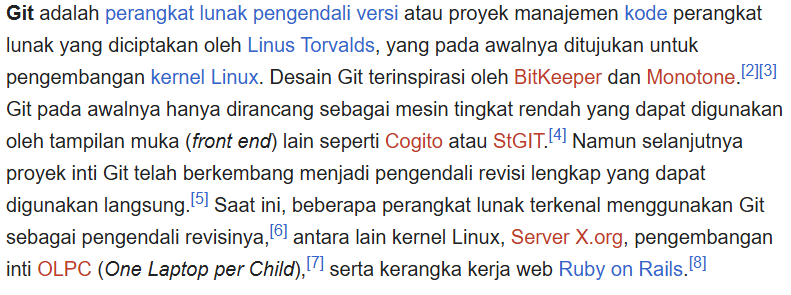 Git adalah perangkat lunak pengendali versi atau proyek manajemen kode perangkat
lunak yang diciptakan oleh Linus Torvalds, yang pada awalnya ditujukan untuk
pengembangan kernel Linux. Desain Git terinspirasi oleh BitKeeper dan Monotone.[2][3]
Git pada awalnya hanya dirancang sebagai mesin tingkat rendah yang dapat digunakan
oleh tampilan muka (front end) lain seperti Cogito atau StGIT.[4] Namun selanjutnya
proyek inti Git telah berkembang menjadi pengendali revisi lengkap yang dapat
digunakan langsung.[5] Saat ini, beberapa perangkat lunak terkenal menggunakan Git
sebagai pengendali revisinya,[6] antara lain kernel Linux, Server X.org, pengembangan
inti OLPC (One Laptop per Child),[7] serta kerangka kerja web Ruby on Rails.[8]